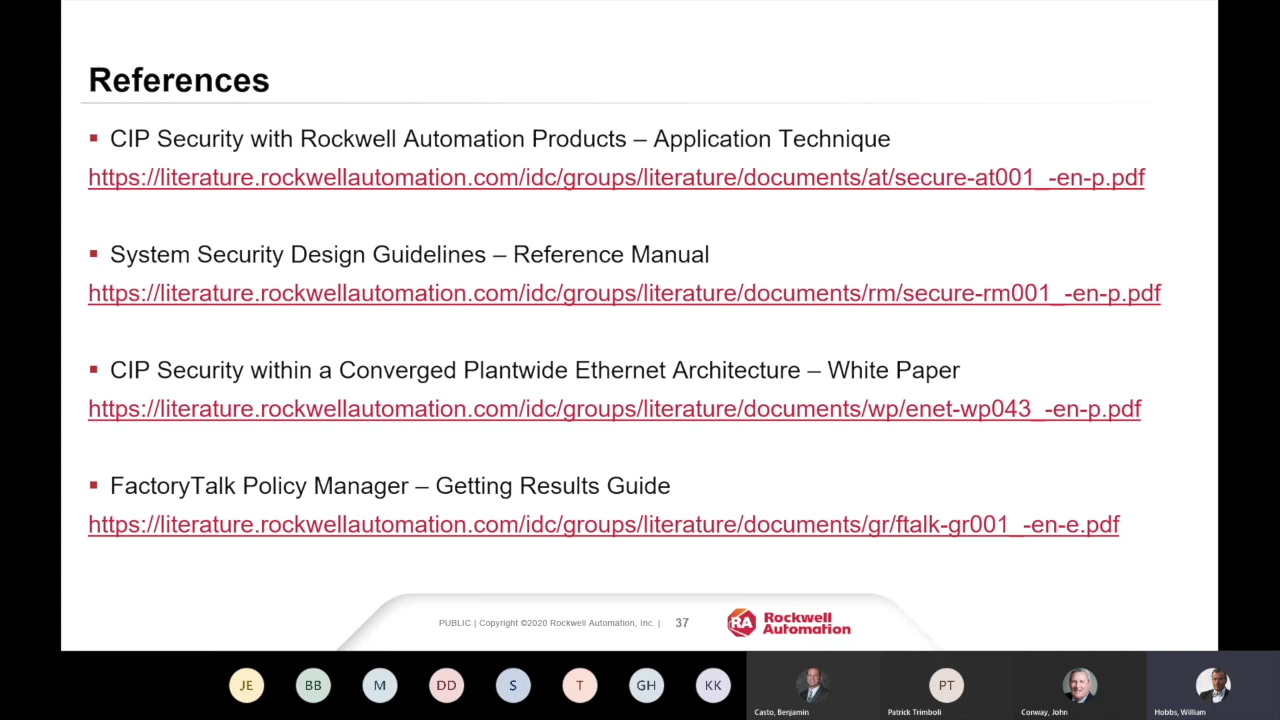 References
▪ CIP Security with Rockwell Automation Products – Application Technique
https://literature.rockwellautomation.com/idc/groups/literature/documents/at/secure-at001_-en-p.pdf
▪ System Security Design Guidelines – Reference Manual
https://literature.rockwellautomation.com/idc/groups/literature/documents/rm/secure-rm001_-en-p.pdf
▪ CIP Security within a Converged Plantwide Ethernet Architecture – White Paper
https://literature.rockwellautomation.com/idc/groups/literature/documents/wp/enet-wp043_-en-p.pdf
▪ FactoryTalk Policy Manager – Getting Results Guide
https://literature.rockwellautomation.com/idc/groups/literature/documents/gr/ftalk-gr001_-en-e.pdf
PUBLIC | Copyright ©2020 Rockwell Automation, Inc. | 37
RA Rockwell
Automation
JE BB M DD S T GH KK PT
Casto, Benjamin Patrick Trimboli Conway, John Hobbs, William